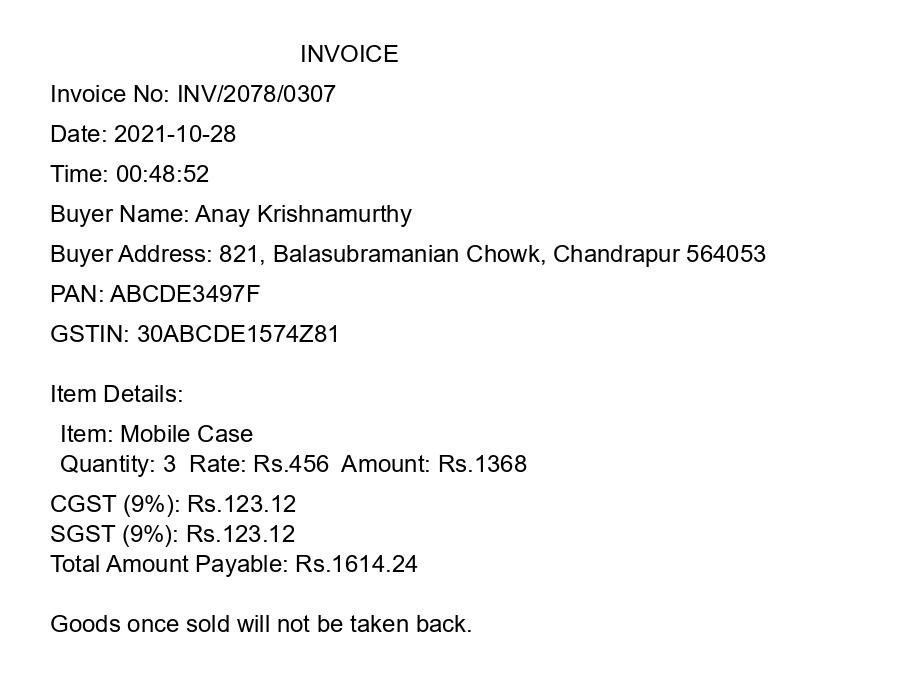 INVOICE
Invoice No: INV/2078/0307
Date: 2021-10-28
Time: 00:48:52
Buyer Name: Anay Krishnamurthy
Buyer Address: 821, Balasubramanian Chowk, Chandrapur 564053
PAN: ABCDE3497F
GSTIN: 30ABCDE1574Z81
Item Details:
Item: Mobile Case
Quantity: 3  Rate: Rs.456  Amount: Rs.1368
CGST (9%): Rs.123.12
SGST (9%): Rs.123.12
Total Amount Payable: Rs.1614.24
Goods once sold will not be taken back.